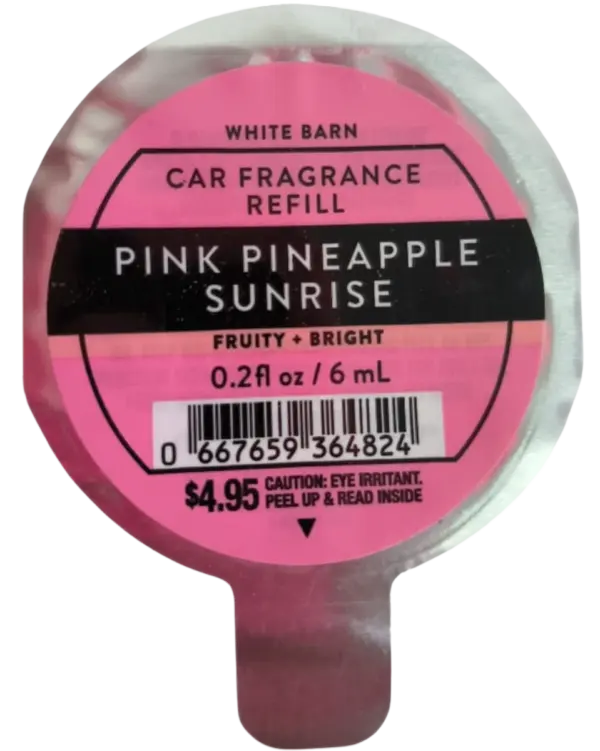 WHITE BARN
CAR FRAGRANCE
REFILL
PINK PINEAPPLE
SUNRISE
FRUITY + BRIGHT
0.2fl oz / 6 mL
0 667659 364824
$4.95 CAUTION: EYE IRRITANT.
PEEL UP & READ INSIDE